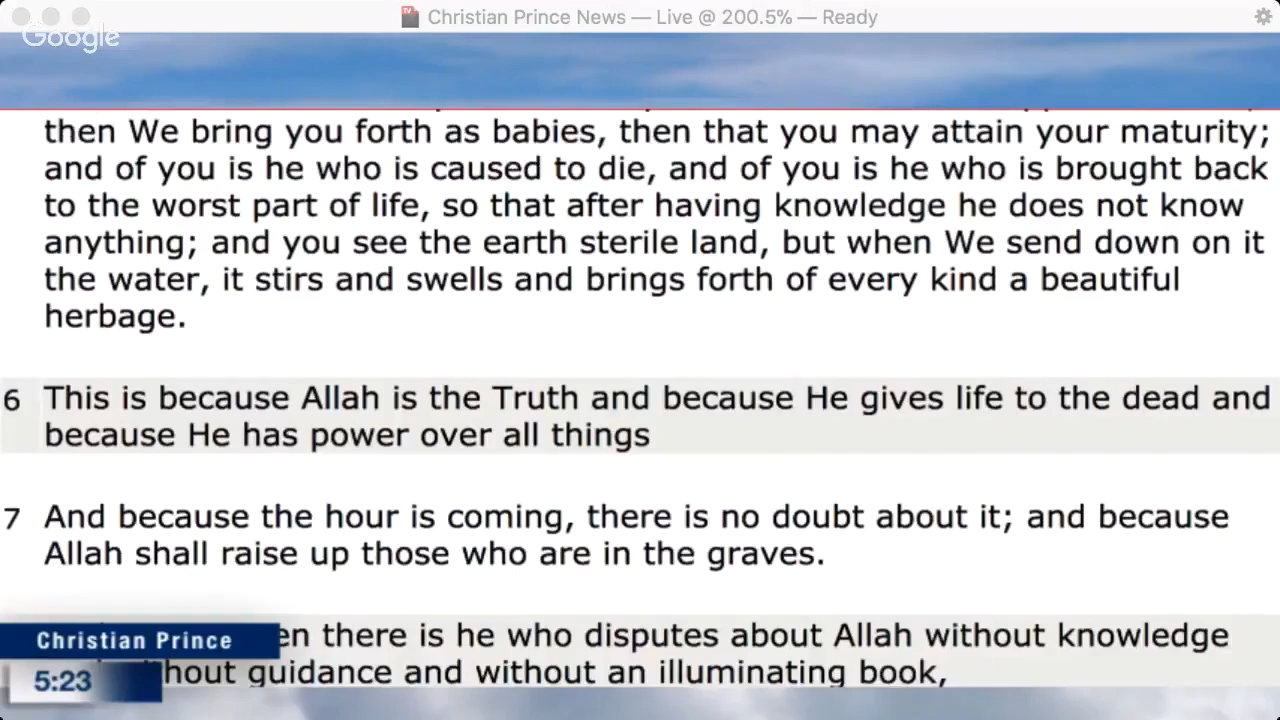 Christian Prince News — Live @ 200.5% — Ready
Google
then We bring you forth as babies, then that you may attain your maturity;
and of you is he who is caused to die, and of you is he who is brought back
to the worst part of life, so that after having knowledge he does not know
anything; and you see the earth sterile land, but when We send down on it
the water, it stirs and swells and brings forth of every kind a beautiful
herbage.
6 This is because Allah is the Truth and because He gives life to the dead and
because He has power over all things
7 And because the hour is coming, there is no doubt about it; and because
Allah shall raise up those who are in the graves.
there is he who disputes about Allah without knowledge
guidance and without an illuminating book,
Christian Prince
5:23